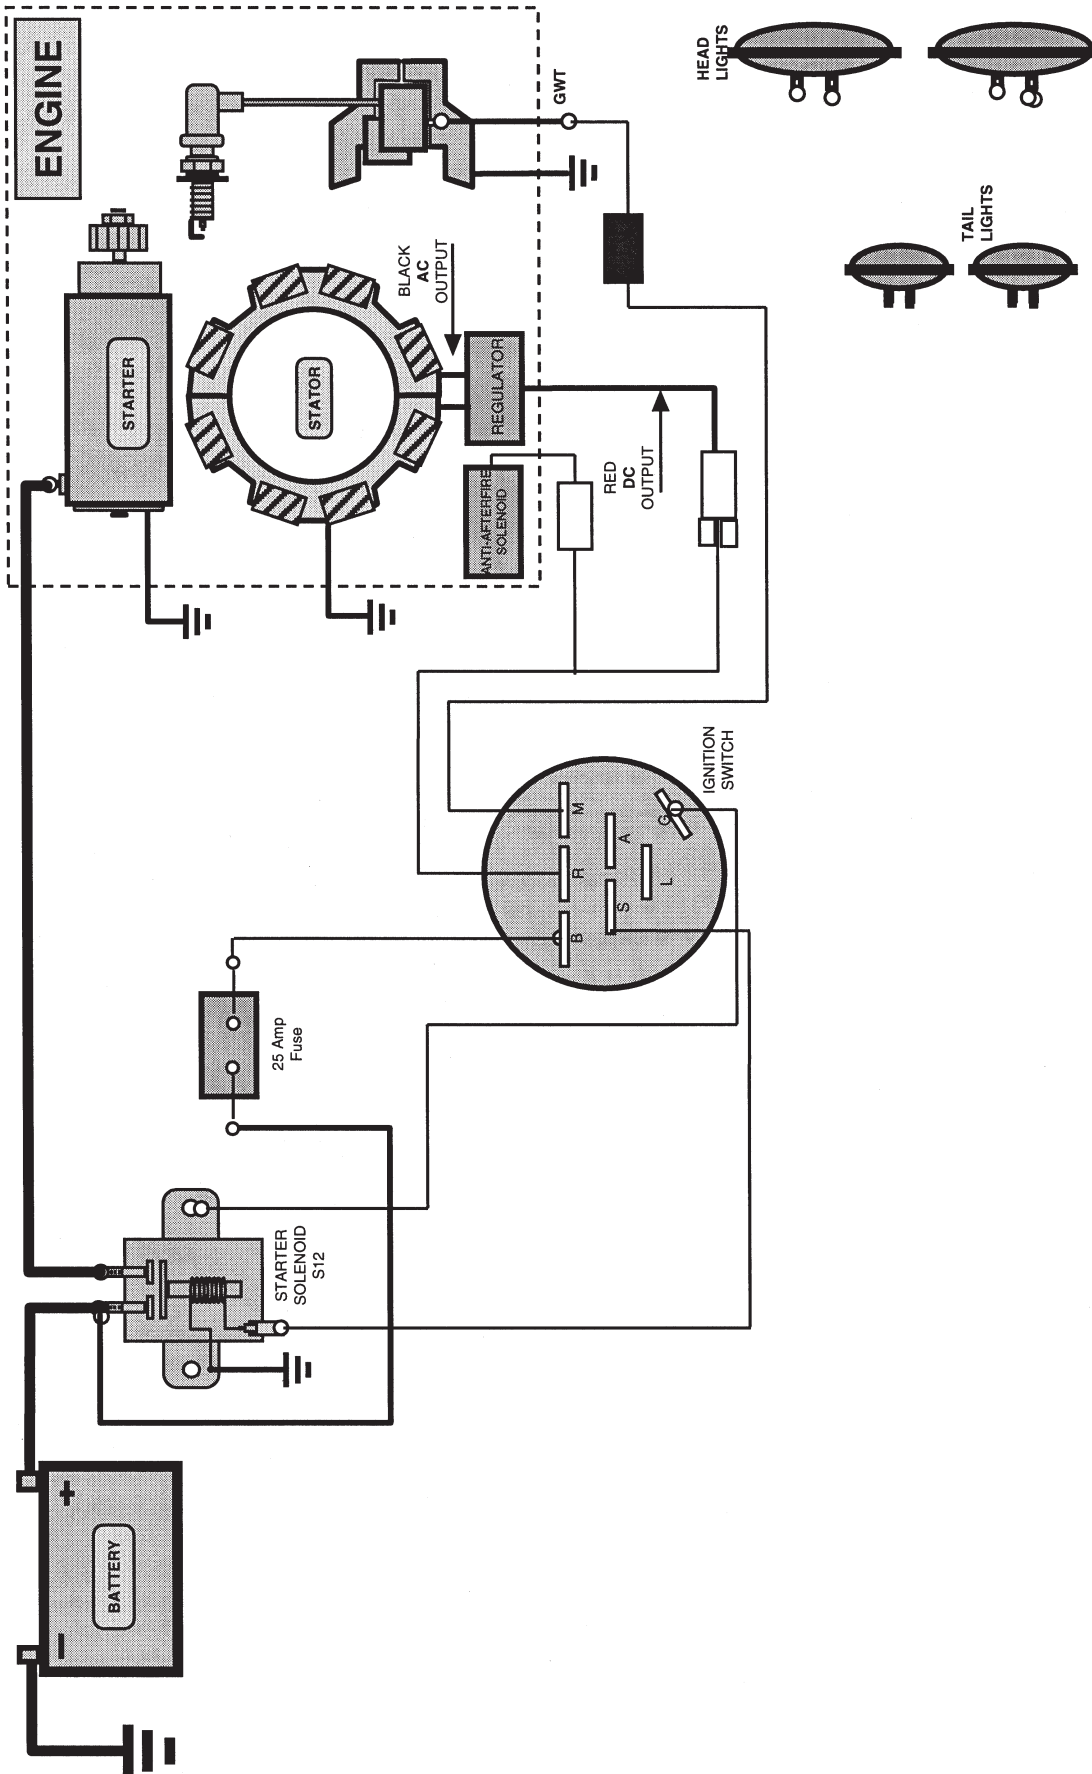 ENGINE
HEAD
LIGHTS
GWT
TAIL
LIGHTS
BLACK
AC
OUTPUT
STARTER
STATOR
REGULATOR
ANTI-AFTERFIRE
SOLENOID
RED
DC
OUTPUT
IGNITION
SWITCH
M
R
B
A
S
L
G
25 Amp
Fuse
STARTER
SOLENOID
S12
+
BATTERY
–